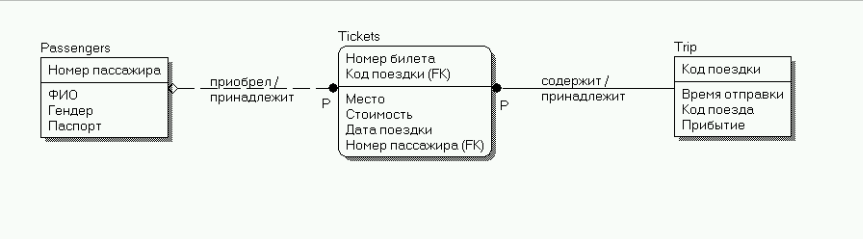 Passengers
Номер пассажира
ФИО
Гендер
Паспорт
приобрел /
принадлежит
P
Tickets
Номер билета
Код поездки (FK)
Место
Стоимость
Дата поездки
Номер пассажира (FK)
содержит /
принадлежит
P
Trip
Код поездки
Время отправки
Код поезда
Прибытие